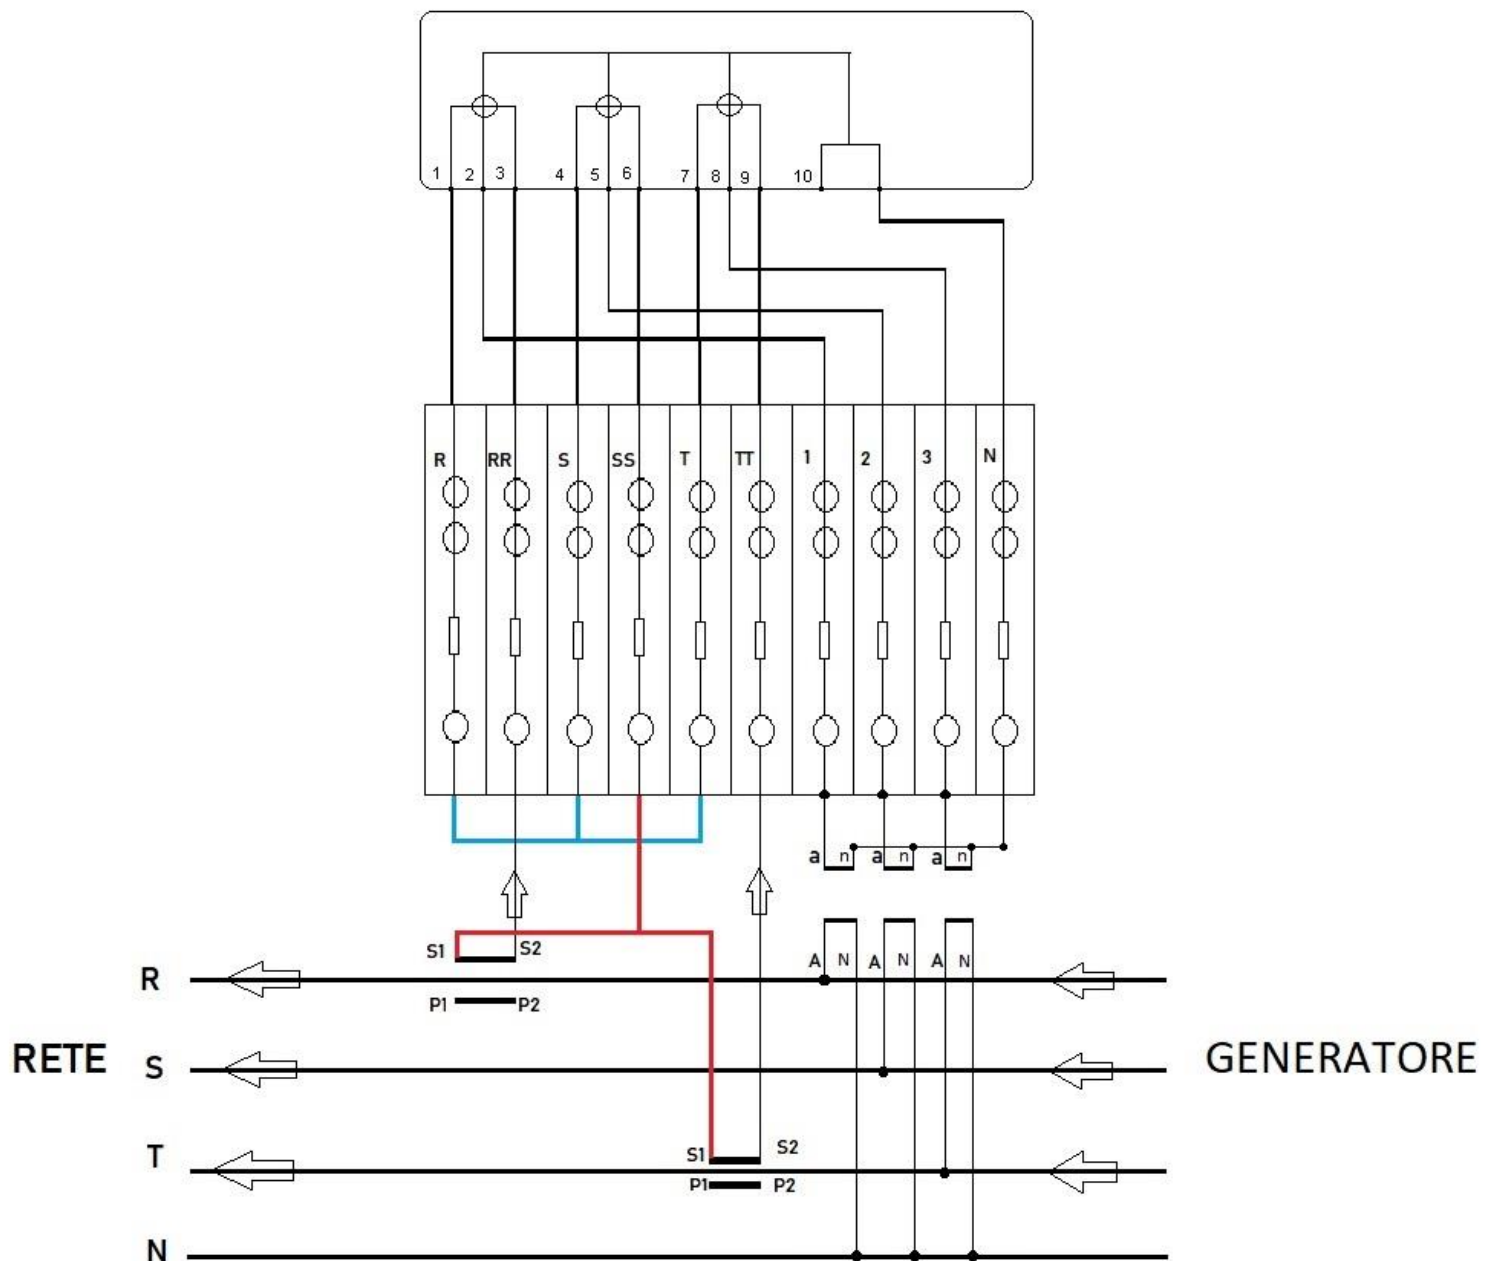 1 2 3 4 5 6 7 8 9 10
R RR S SS T TT 1 2 3 N
a n a n a n
S1 S2
A N A N A N
R
P1 P2
RETE S GENERATORE
T
S1 S2
P1 P2
N